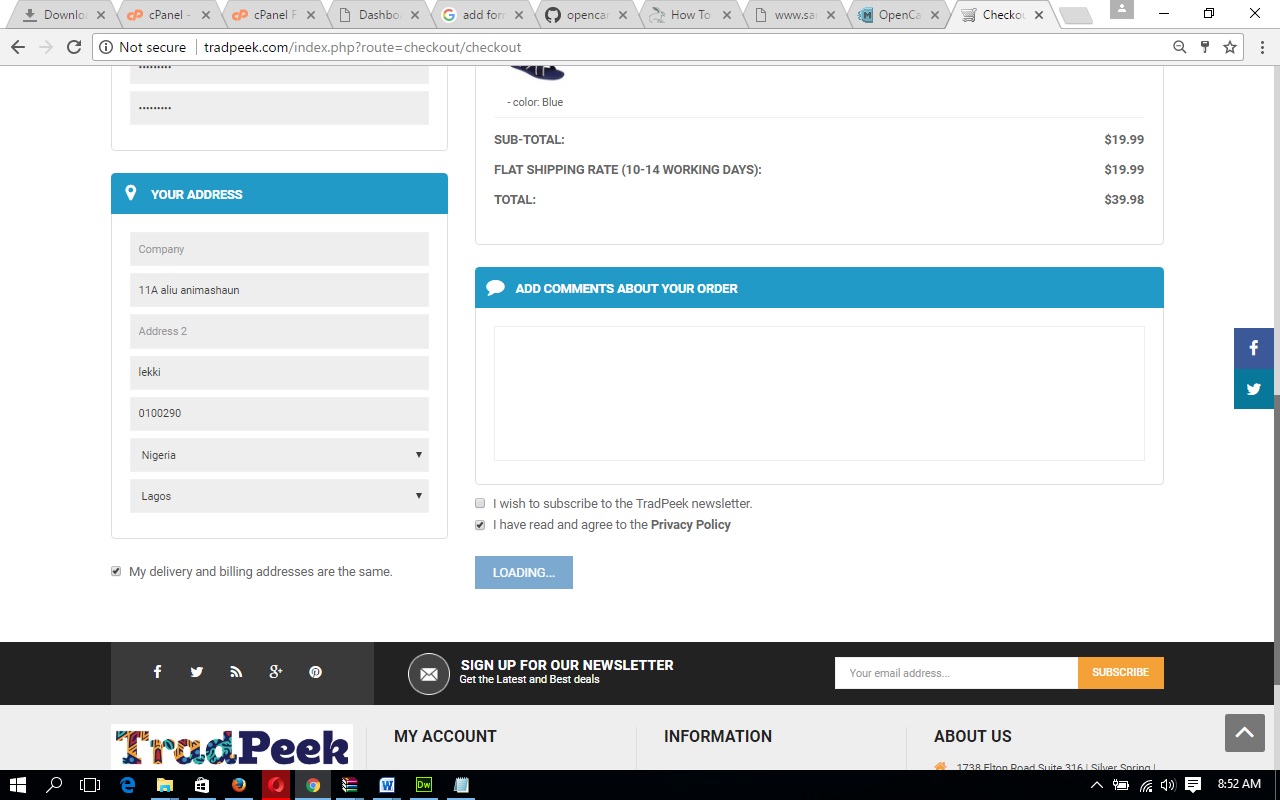 Downlo
cPanel -
cPanel F
Dashbo
add for
opencar
How To
www.sa
OpenCa
Checko
Not secure
tradpeek.com/index.php?route=checkout/checkout
•••••••••
•••••••••
YOUR ADDRESS
Company
11A aliu animashaun
Address 2
lekki
0100290
Nigeria
Lagos
My delivery and billing addresses are the same.
- color: Blue
SUB-TOTAL: $19.99
FLAT SHIPPING RATE (10-14 WORKING DAYS): $19.99
TOTAL: $39.98
ADD COMMENTS ABOUT YOUR ORDER
I wish to subscribe to the TradPeek newsletter.
I have read and agree to the Privacy Policy
LOADING...
SIGN UP FOR OUR NEWSLETTER
Get the Latest and Best deals
Your email address...
SUBSCRIBE
TradPeek
MY ACCOUNT
INFORMATION
ABOUT US
1738 Elton Road Suite 316 | Silver Spring |
8:52 AM